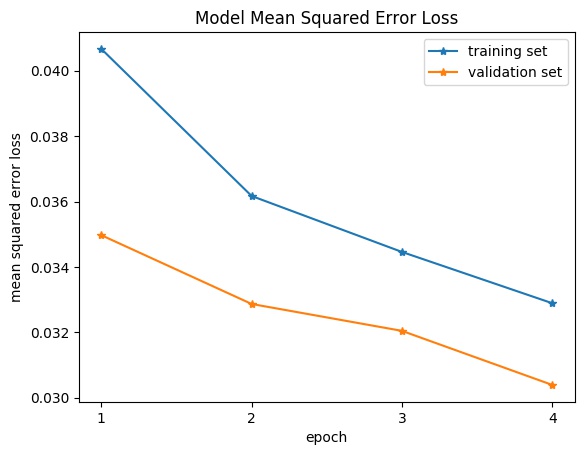 Model Mean Squared Error Loss
training set
validation set
mean squared error loss
0.040
0.038
0.036
0.034
0.032
0.030
1 2 3 4
epoch